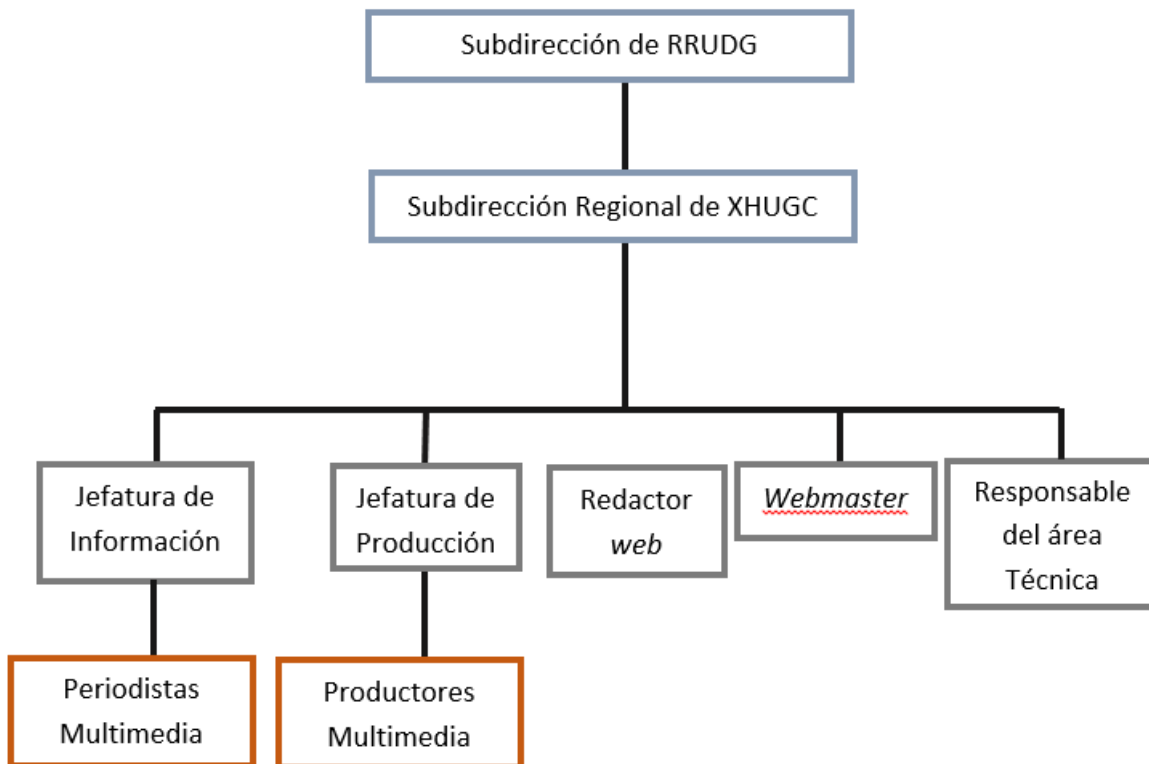 Subdirección de RRUDG
Subdirección Regional de XHUGC
Jefatura de
Información
Jefatura de
Producción
Redactor
web
Webmaster
Responsable
del área
Técnica
Periodistas
Multimedia
Productores
Multimedia